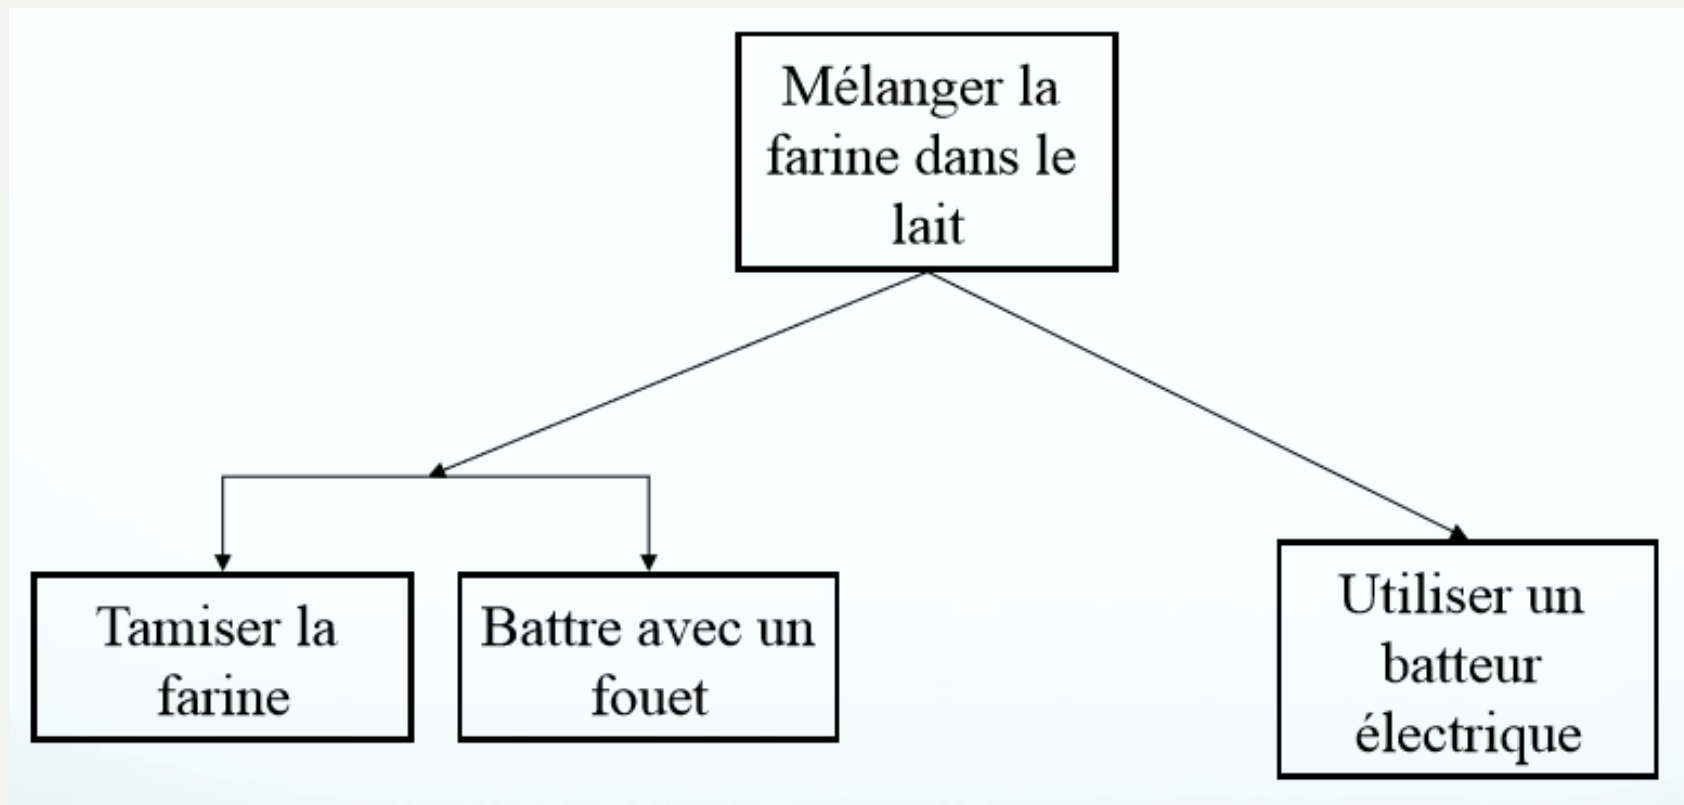 Mélanger la
farine dans le
lait
Tamiser la
farine
Battre avec un
fouet
Utiliser un
batteur
électrique